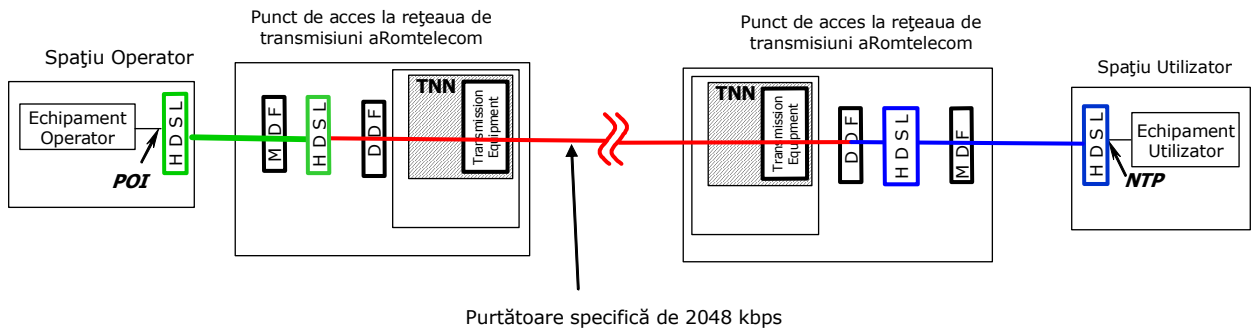 Punct de acces la reţeaua de
transmisiuni aRomtelecom
Punct de acces la reţeaua de
transmisiuni aRomtelecom
Spaţiu Operator
Spaţiu Utilizator
Echipament
Operator
POI
HDSL
MDF
HDSL
DDF
TNN
Transmission
Equipment
TNN
Transmission
Equipment
DDF
HDSL
MDF
HDSL
NTP
Echipament
Utilizator
Purtătoare specifică de 2048 kbps